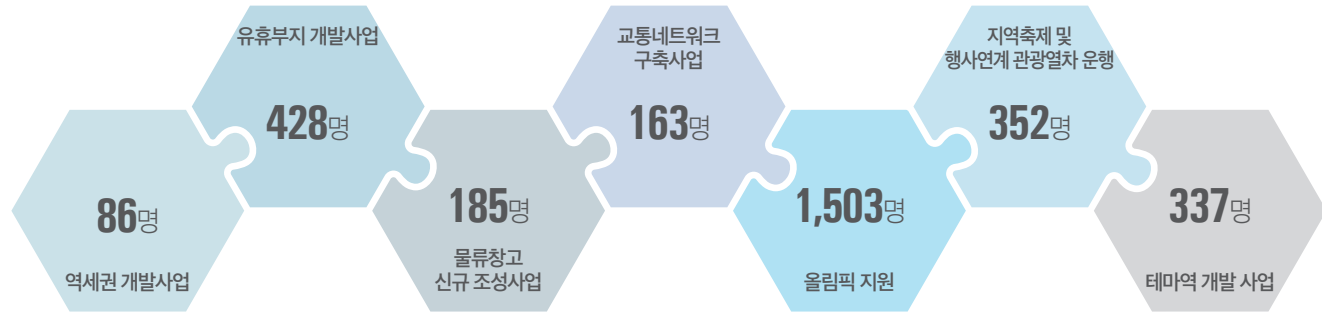 86명
역세권 개발사업
유휴부지 개발사업
428명
185명
물류창고
신규 조성사업
교통네트워크
구축사업
163명
1,503명
올림픽 지원
지역축제 및
행사연계 관광열차 운행
352명
337명
테마역 개발 사업